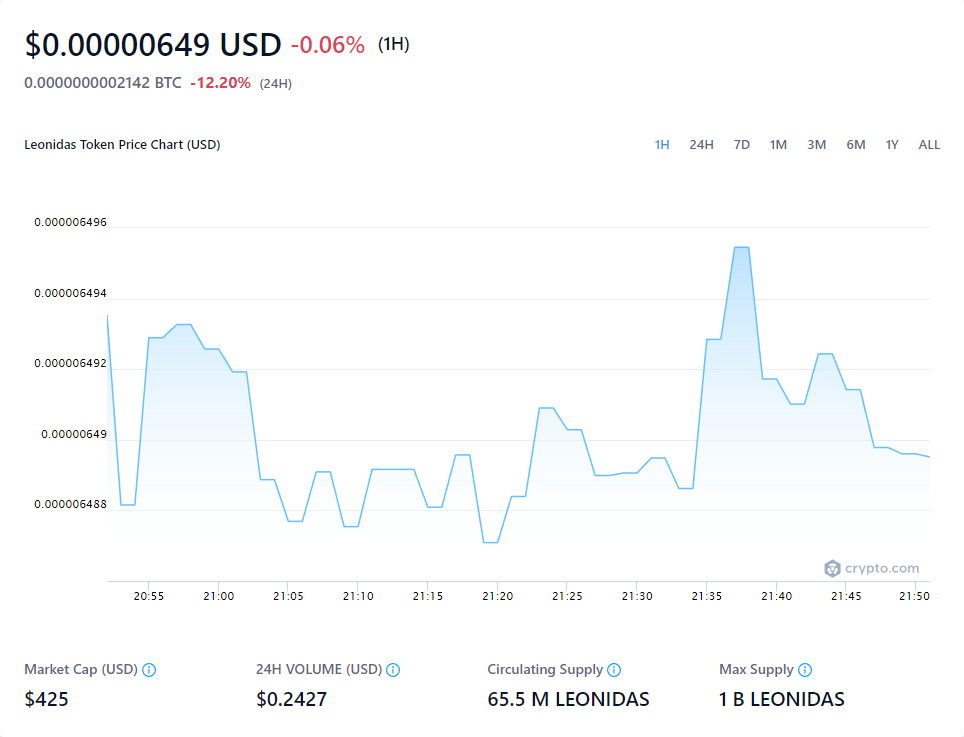 $0.00000649 USD -0.06% (1H)
0.0000000002142 BTC -12.20% (24H)
Leonidas Token Price Chart (USD)
1H 24H 7D 1M 3M 6M 1Y ALL
0.000006496
0.000006494
0.000006492
0.00000649
0.000006488
crypto.com
20:55 21:00 21:05 21:10 21:15 21:20 21:25 21:30 21:35 21:40 21:45 21:50
Market Cap (USD) 24H VOLUME (USD) Circulating Supply Max Supply
$425 $0.2427 65.5 M LEONIDAS 1 B LEONIDAS